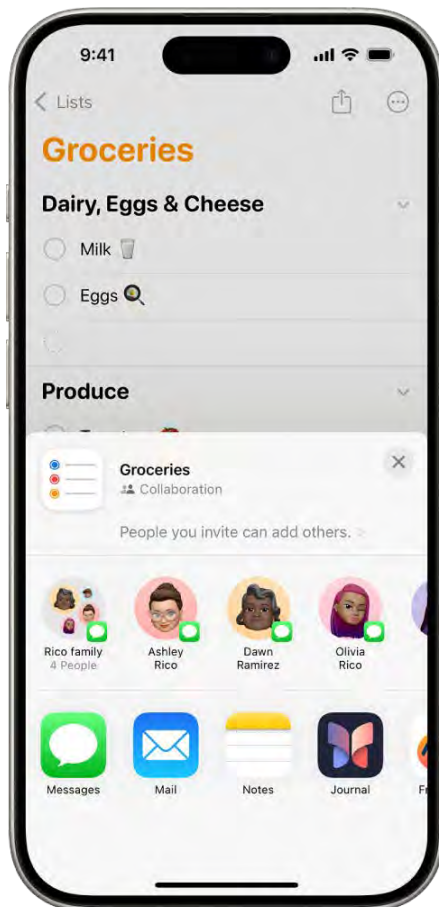 9:41
Lists
Groceries
Dairy, Eggs & Cheese
Milk
Eggs
Produce
Groceries
Collaboration
People you invite can add others.
Rico family
4 People
Ashley
Rico
Dawn
Ramirez
Olivia
Rico
Messages
Mail
Notes
Journal